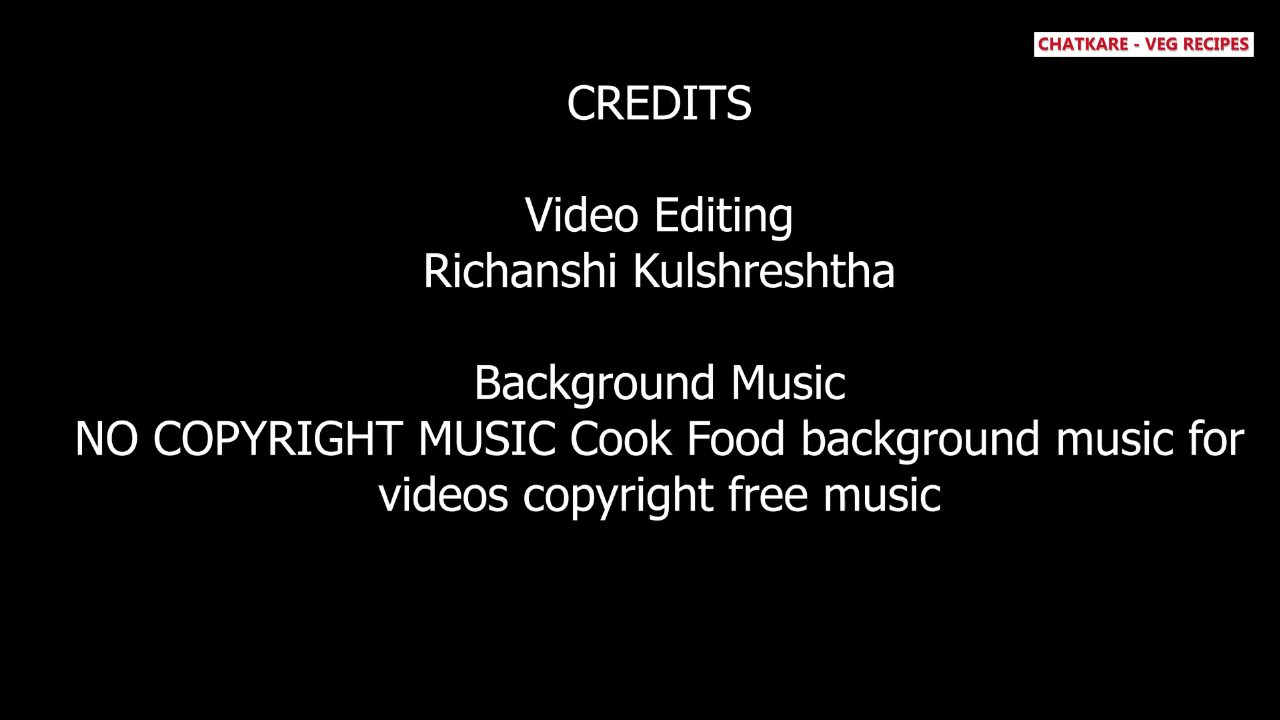 CHATKARE - VEG RECIPES
CREDITS
Video Editing
Richanshi Kulshreshtha
Background Music
NO COPYRIGHT MUSIC Cook Food background music for
videos copyright free music